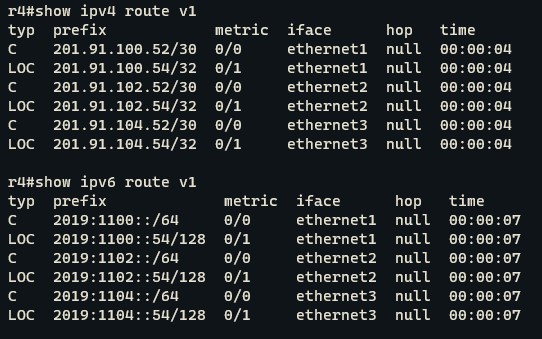 r4#show ipv4 route v1
typ  prefix             metric  iface      hop   time
C    201.91.100.52/30   0/0     ethernet1  null  00:00:04
LOC  201.91.100.54/32   0/1     ethernet1  null  00:00:04
C    201.91.102.52/30   0/0     ethernet2  null  00:00:04
LOC  201.91.102.54/32   0/1     ethernet2  null  00:00:04
C    201.91.104.52/30   0/0     ethernet3  null  00:00:04
LOC  201.91.104.54/32   0/1     ethernet3  null  00:00:04
r4#show ipv6 route v1
typ  prefix              metric  iface      hop   time
C    2019:1100::/64      0/0     ethernet1  null  00:00:07
LOC  2019:1100::54/128   0/1     ethernet1  null  00:00:07
C    2019:1102::/64      0/0     ethernet2  null  00:00:07
LOC  2019:1102::54/128   0/1     ethernet2  null  00:00:07
C    2019:1104::/64      0/0     ethernet3  null  00:00:07
LOC  2019:1104::54/128   0/1     ethernet3  null  00:00:07